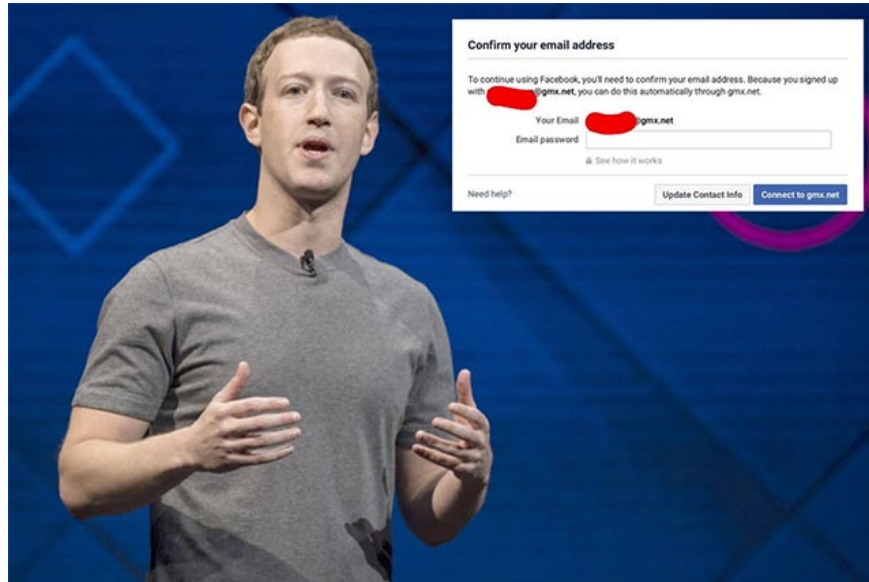 Confirm your email address
To continue using Facebook, you'll need to confirm your email address. Because you signed up
with @gmx.net, you can do this automatically through gmx.net.
Your Email @gmx.net
Email password
See how it works
Need help? Update Contact Info Connect to gmx.net